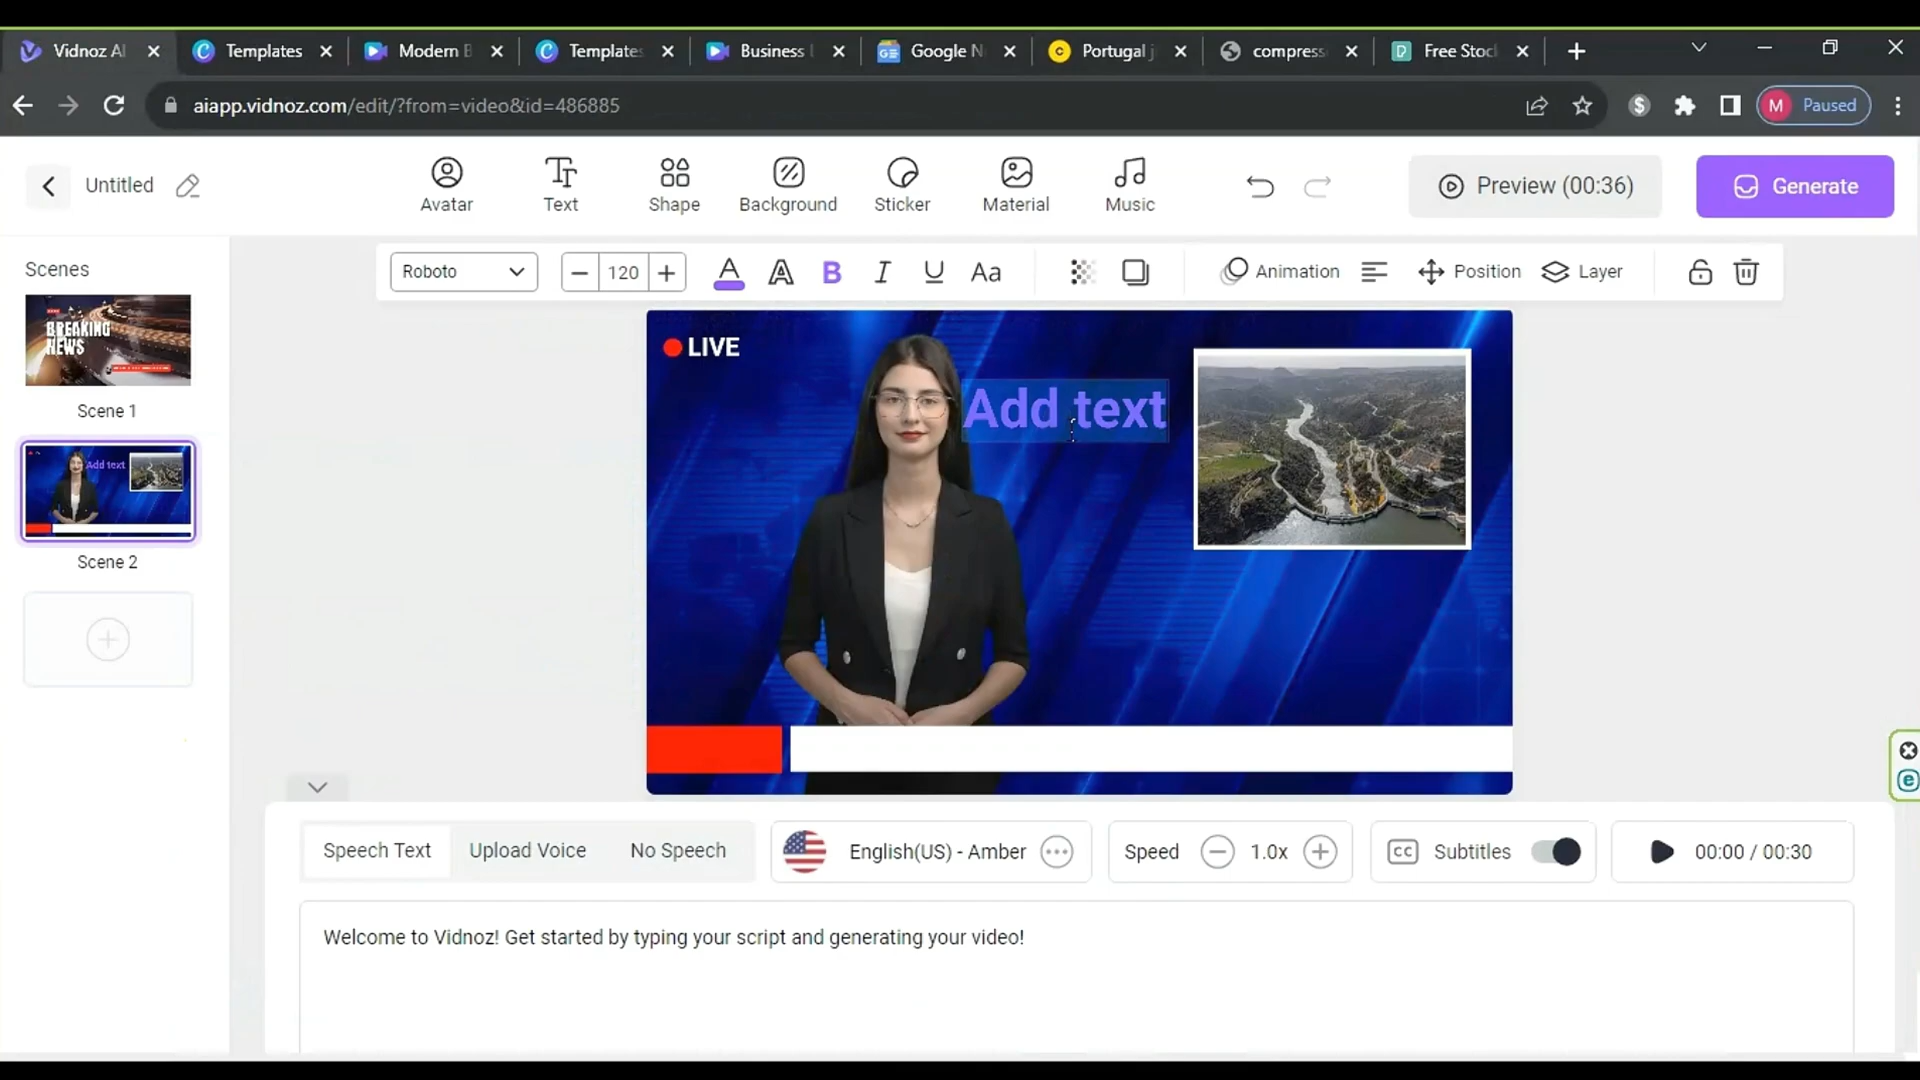 Vidnoz AI
Templates
Modern B
Templates
Business
Google N
Portugal j
compress
Free Stoc
aiapp.vidnoz.com/edit/?from=video&id=486885
M Paused
Untitled
Avatar
Text
Shape
Background
Sticker
Material
Music
Preview (00:36)
Generate
Roboto
120
A
A
B
I
U
Aa
Animation
Position
Layer
Scenes
BREAKING
NEWS
Scene 1
Add text
Scene 2
LIVE
Add text
Speech Text
Upload Voice
No Speech
English(US) - Amber
Speed
1.0x
CC
Subtitles
00:00 / 00:30
Welcome to Vidnoz! Get started by typing your script and generating your video!